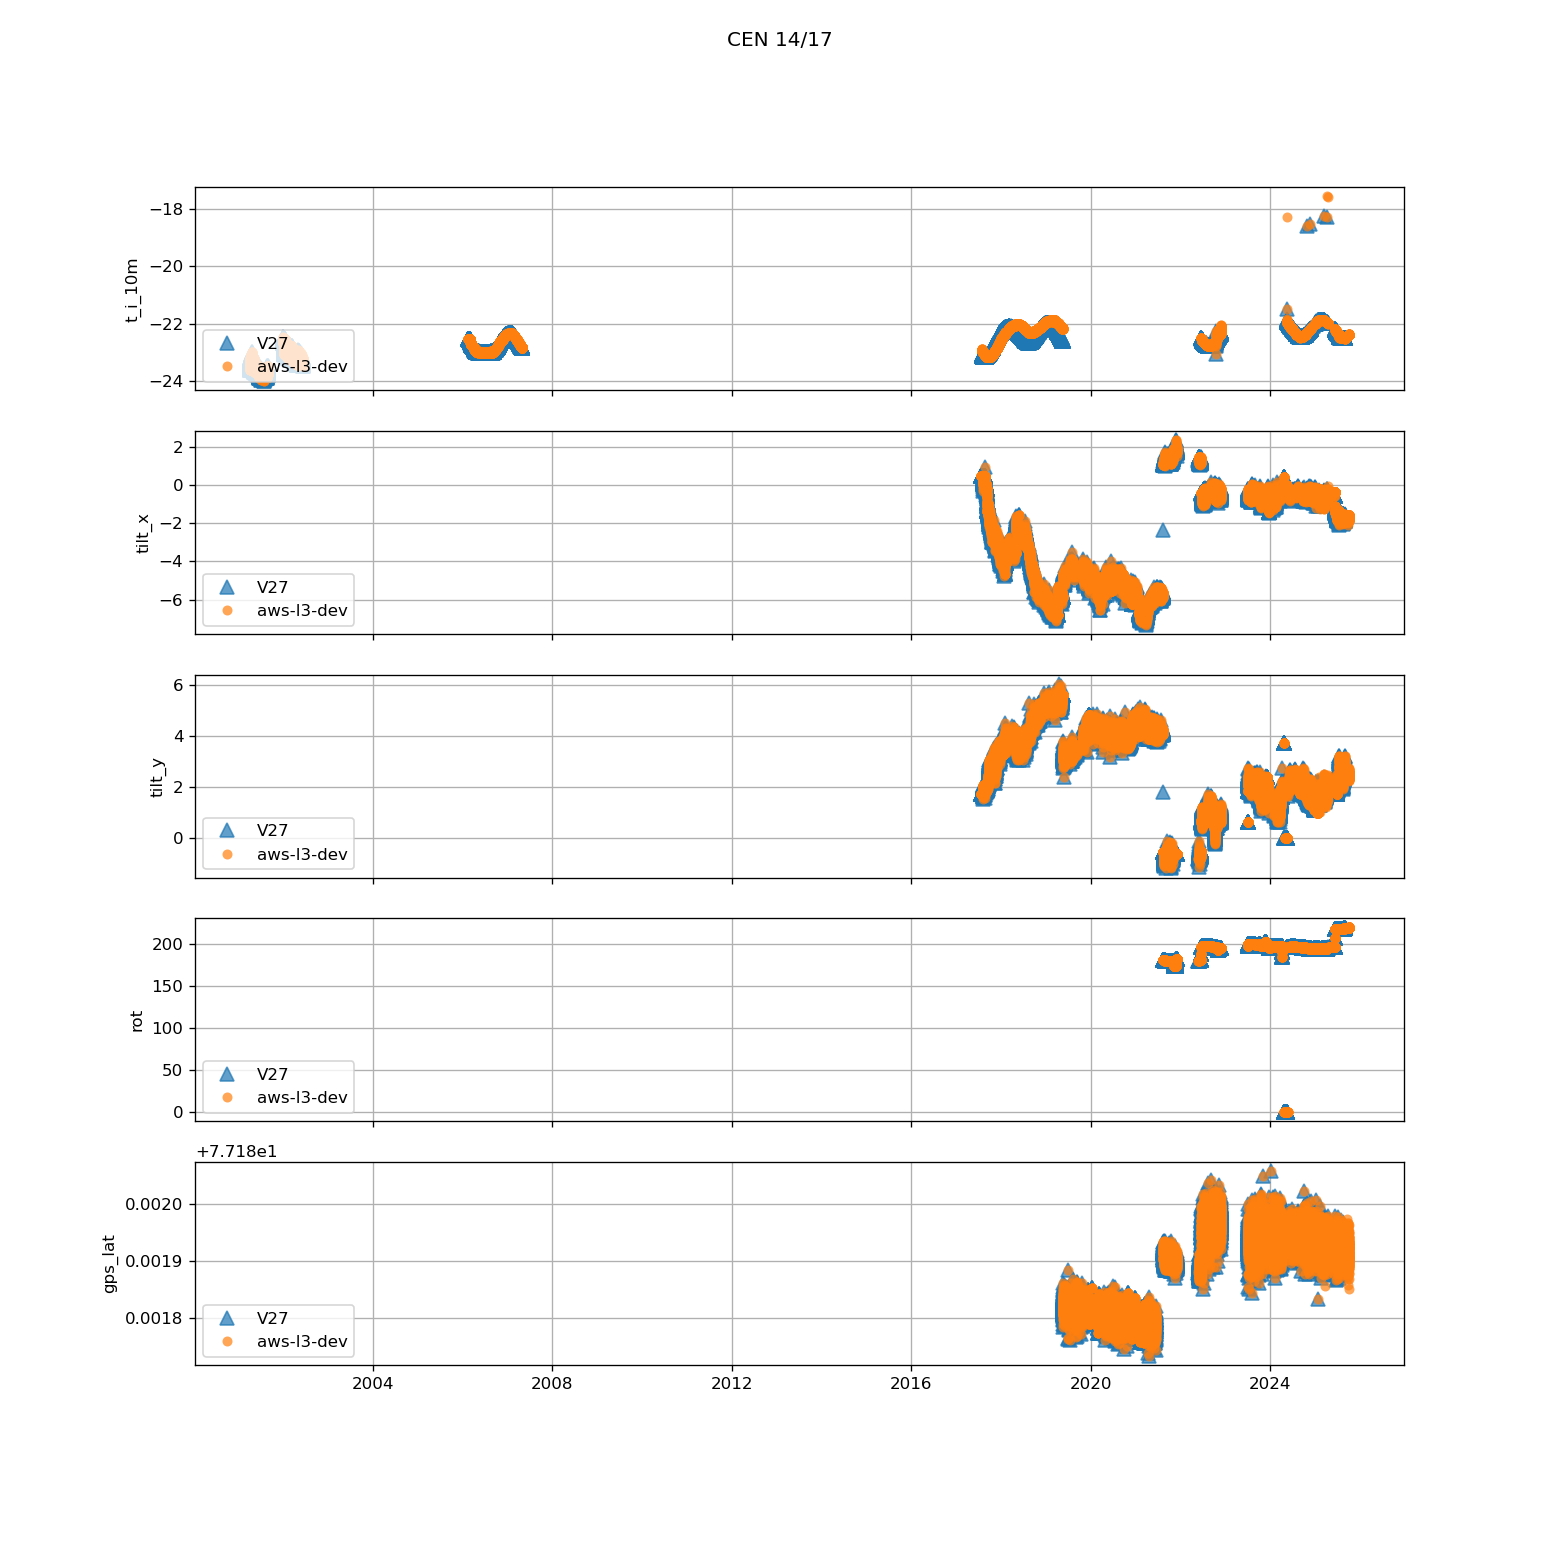 CEN 14/17
t_i_10m
−18
−20
−22
−24
V27
aws-l3-dev
tilt_x
2
0
−2
−4
−6
V27
aws-l3-dev
tilt_y
6
4
2
0
V27
aws-l3-dev
rot
200
150
100
50
0
V27
aws-l3-dev
+7.718e1
gps_lat
0.0020
0.0019
0.0018
V27
aws-l3-dev
2004 2008 2012 2016 2020 2024